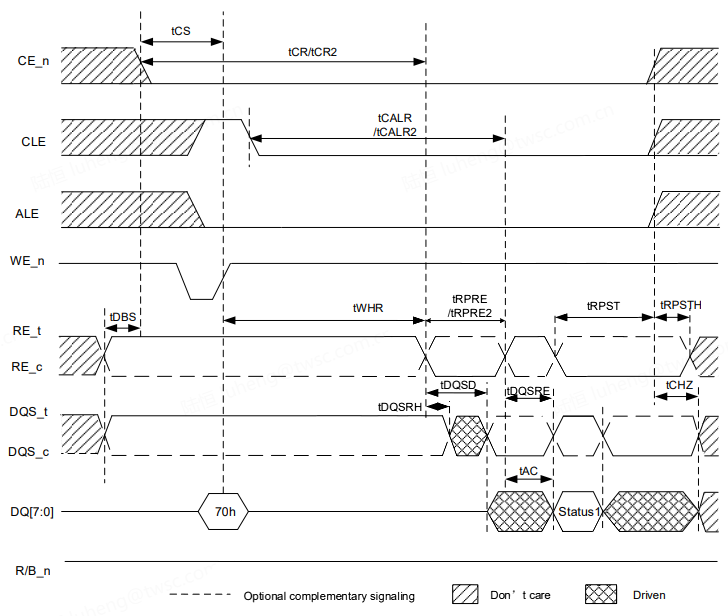 tCS
CE_n
tCR/tCR2
CLE
tCALR
/tCALR2
ALE
WE_n
tDBS
tWHR
tRPRE
/tRPRE2
tRPST
tRPSTH
RE_t
RE_c
tDQSD
tDQSRE
tCHZ
tDQSRH
DQS_t
DQS_c
tAC
DQ[7:0]
70h
Status1
R/B_n
Optional complementary signaling
Don’t care
Driven